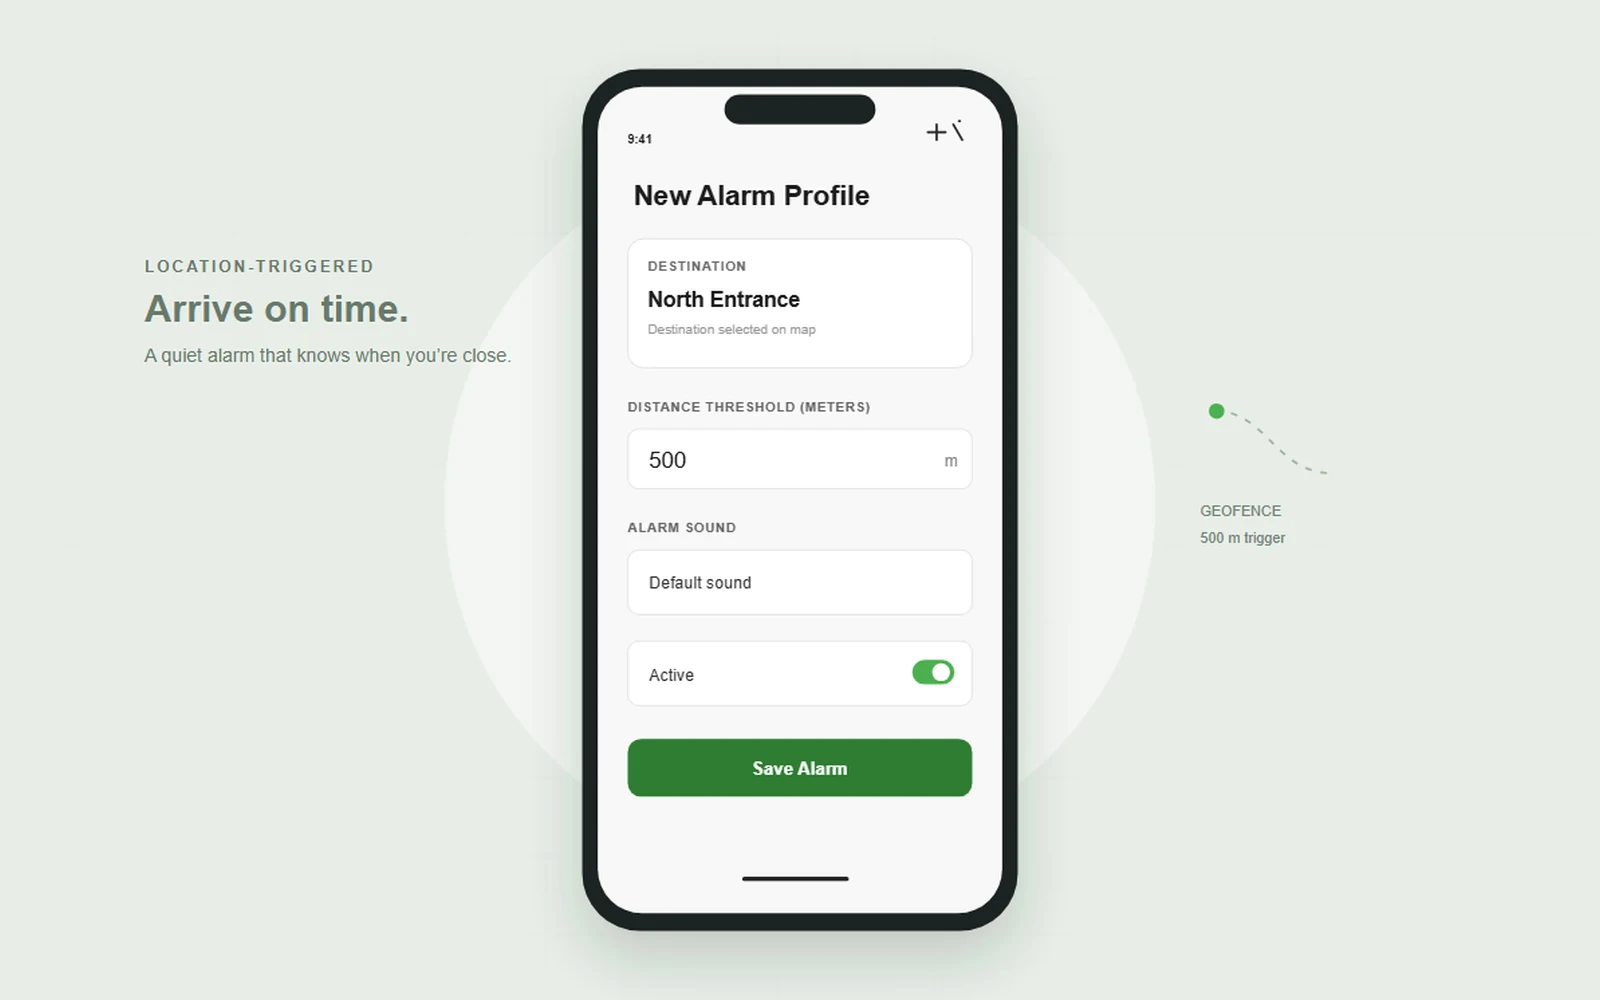 LOCATION-TRIGGERED
Arrive on time.
A quiet alarm that knows when you’re close.
9:41
New Alarm Profile
DESTINATION
North Entrance
Destination selected on map
DISTANCE THRESHOLD (METERS)
500 m
ALARM SOUND
Default sound
Active
Save Alarm
GEOFENCE
500 m trigger